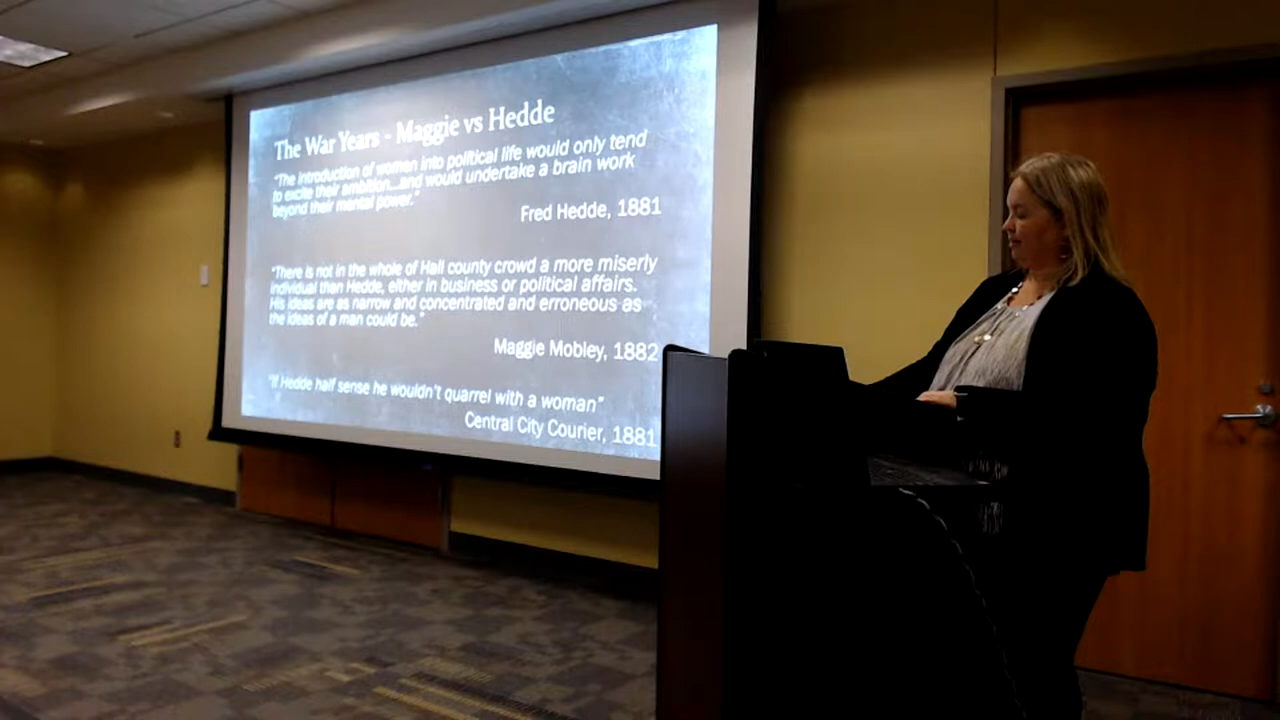 The War Years - Maggie vs Hedde
"The introduction of women into political life would only tend
to excite their ambition...and would undertake a brain work
beyond their mental power."
Fred Hedde, 1881
"There is not in the whole of Hall county crowd a more miserly
individual than Hedde, either in business or political affairs.
His ideas are as narrow and concentrated and erroneous as
the ideas of a man could be."
Maggie Mobley, 1882
"If Hedde half sense he wouldn't quarrel with a woman"
Central City Courier, 1881